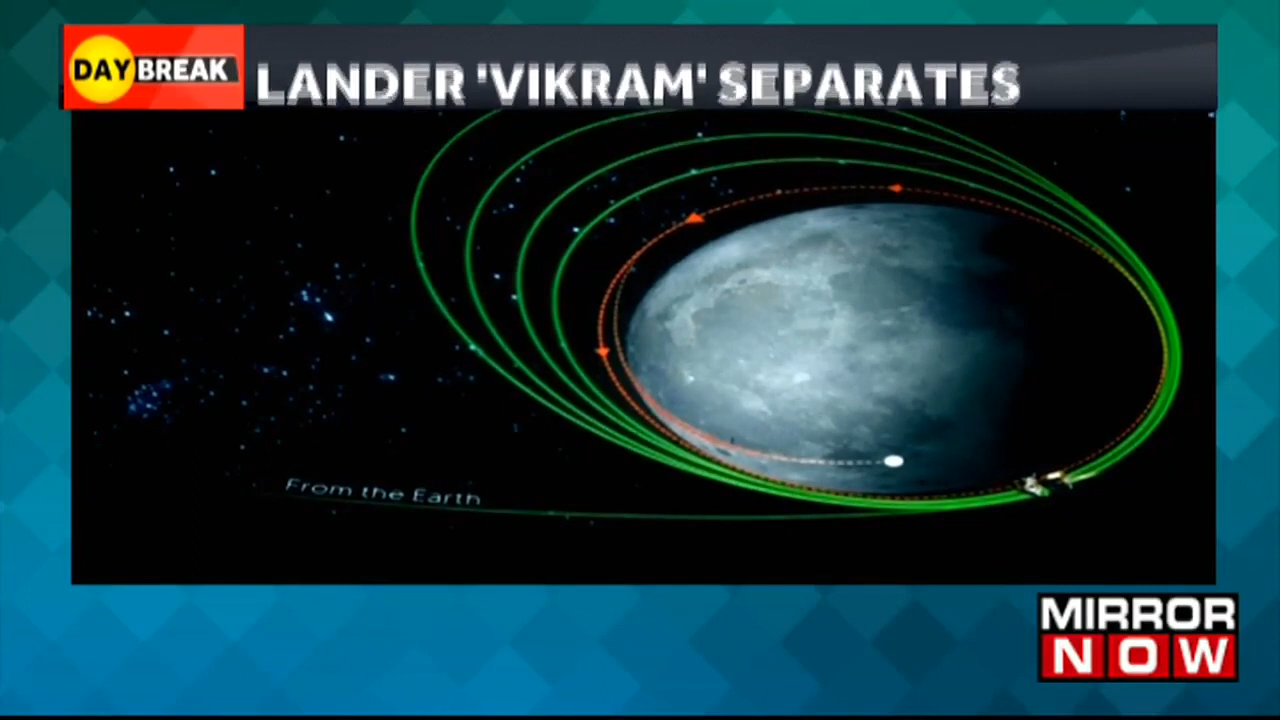 DAYBREAK
LANDER 'VIKRAM' SEPARATES
From the Earth
MIRROR
NOW